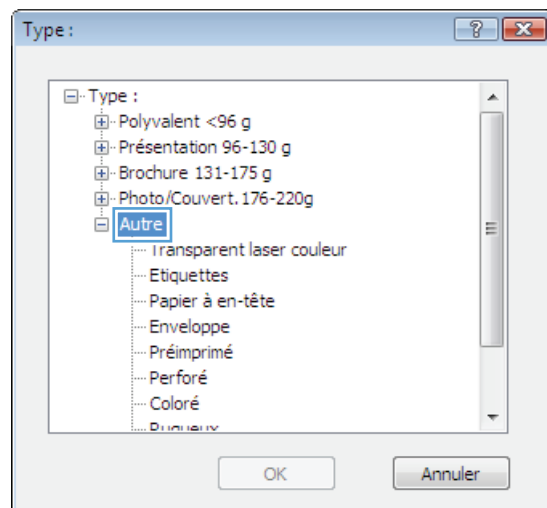 Type :
Type :
Polyvalent <96 g
Présentation 96-130 g
Brochure 131-175 g
Photo/Couvert. 176-220g
Autre
Transparent laser couleur
Etiquettes
Papier à en-tête
Enveloppe
Préimprimé
Perforé
Coloré
Rugueux
OK
Annuler